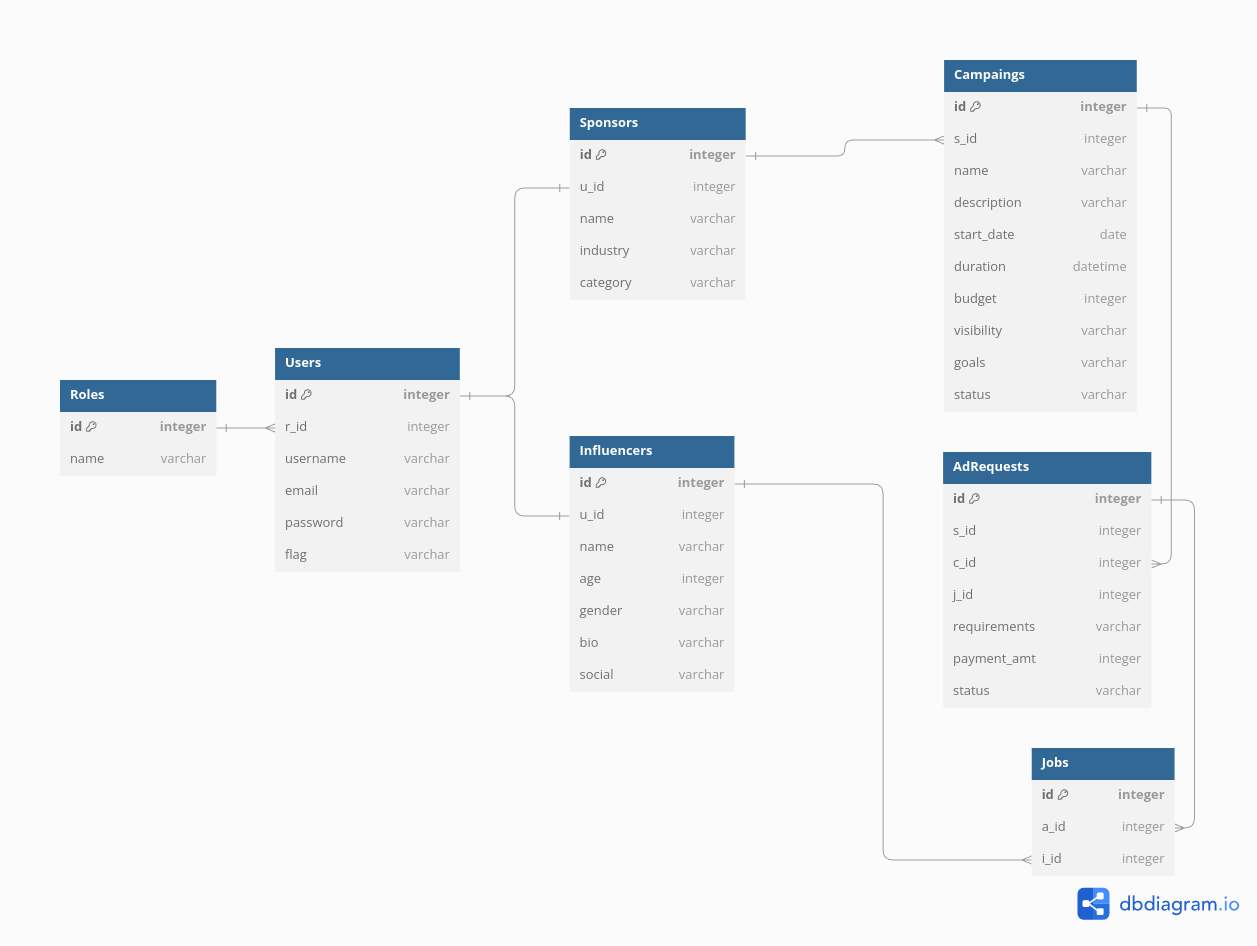 Roles
id integer
name varchar
Users
id integer
r_id integer
username varchar
email varchar
password varchar
flag varchar
Sponsors
id integer
u_id integer
name varchar
industry varchar
category varchar
Influencers
id integer
u_id integer
name varchar
age integer
gender varchar
bio varchar
social varchar
Campaings
id integer
s_id integer
name varchar
description varchar
start_date date
duration datetime
budget integer
visibility varchar
goals varchar
status varchar
AdRequests
id integer
s_id integer
c_id integer
j_id integer
requirements varchar
payment_amt integer
status varchar
Jobs
id integer
a_id integer
i_id integer
dbdiagram.io